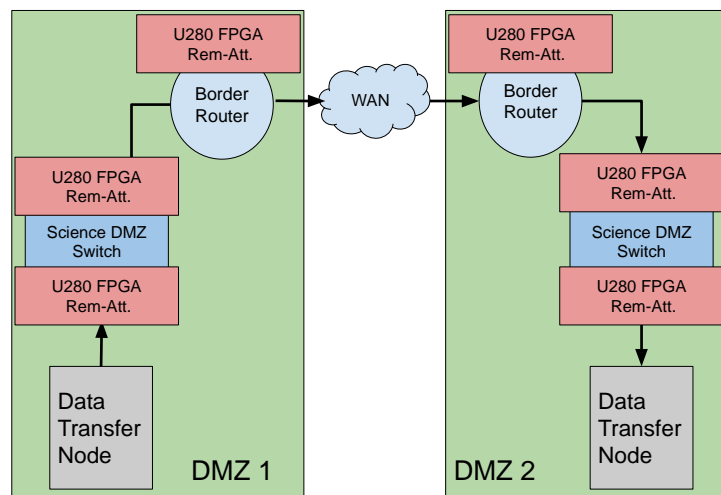 U280 FPGA
Rem-Att.
Border
Router
U280 FPGA
Rem-Att.
Science DMZ
Switch
U280 FPGA
Rem-Att.
Data
Transfer
Node
DMZ 1
WAN
U280 FPGA
Rem-Att.
Border
Router
U280 FPGA
Rem-Att.
Science DMZ
Switch
U280 FPGA
Rem-Att.
Data
Transfer
Node
DMZ 2